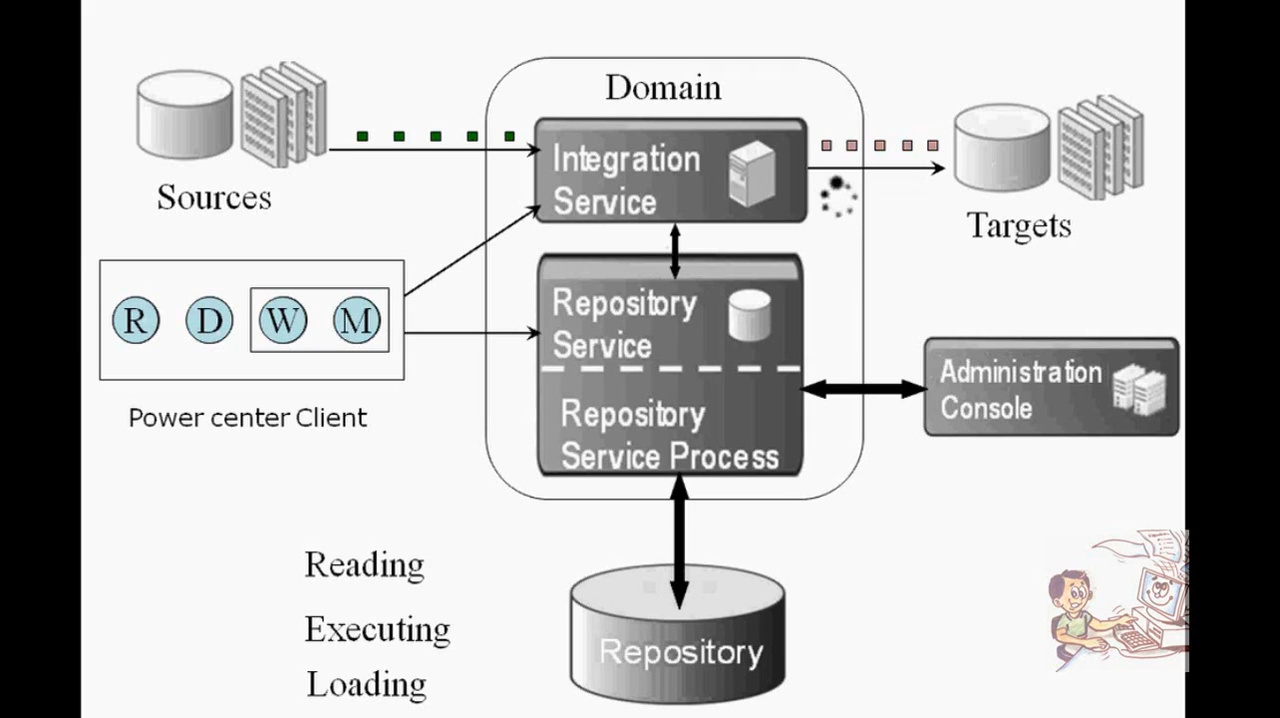 Domain
Sources
Integration
Service
Targets
R D W M
Power center Client
Repository
Service
Repository
Service Process
Administration
Console
Reading
Executing
Loading
Repository